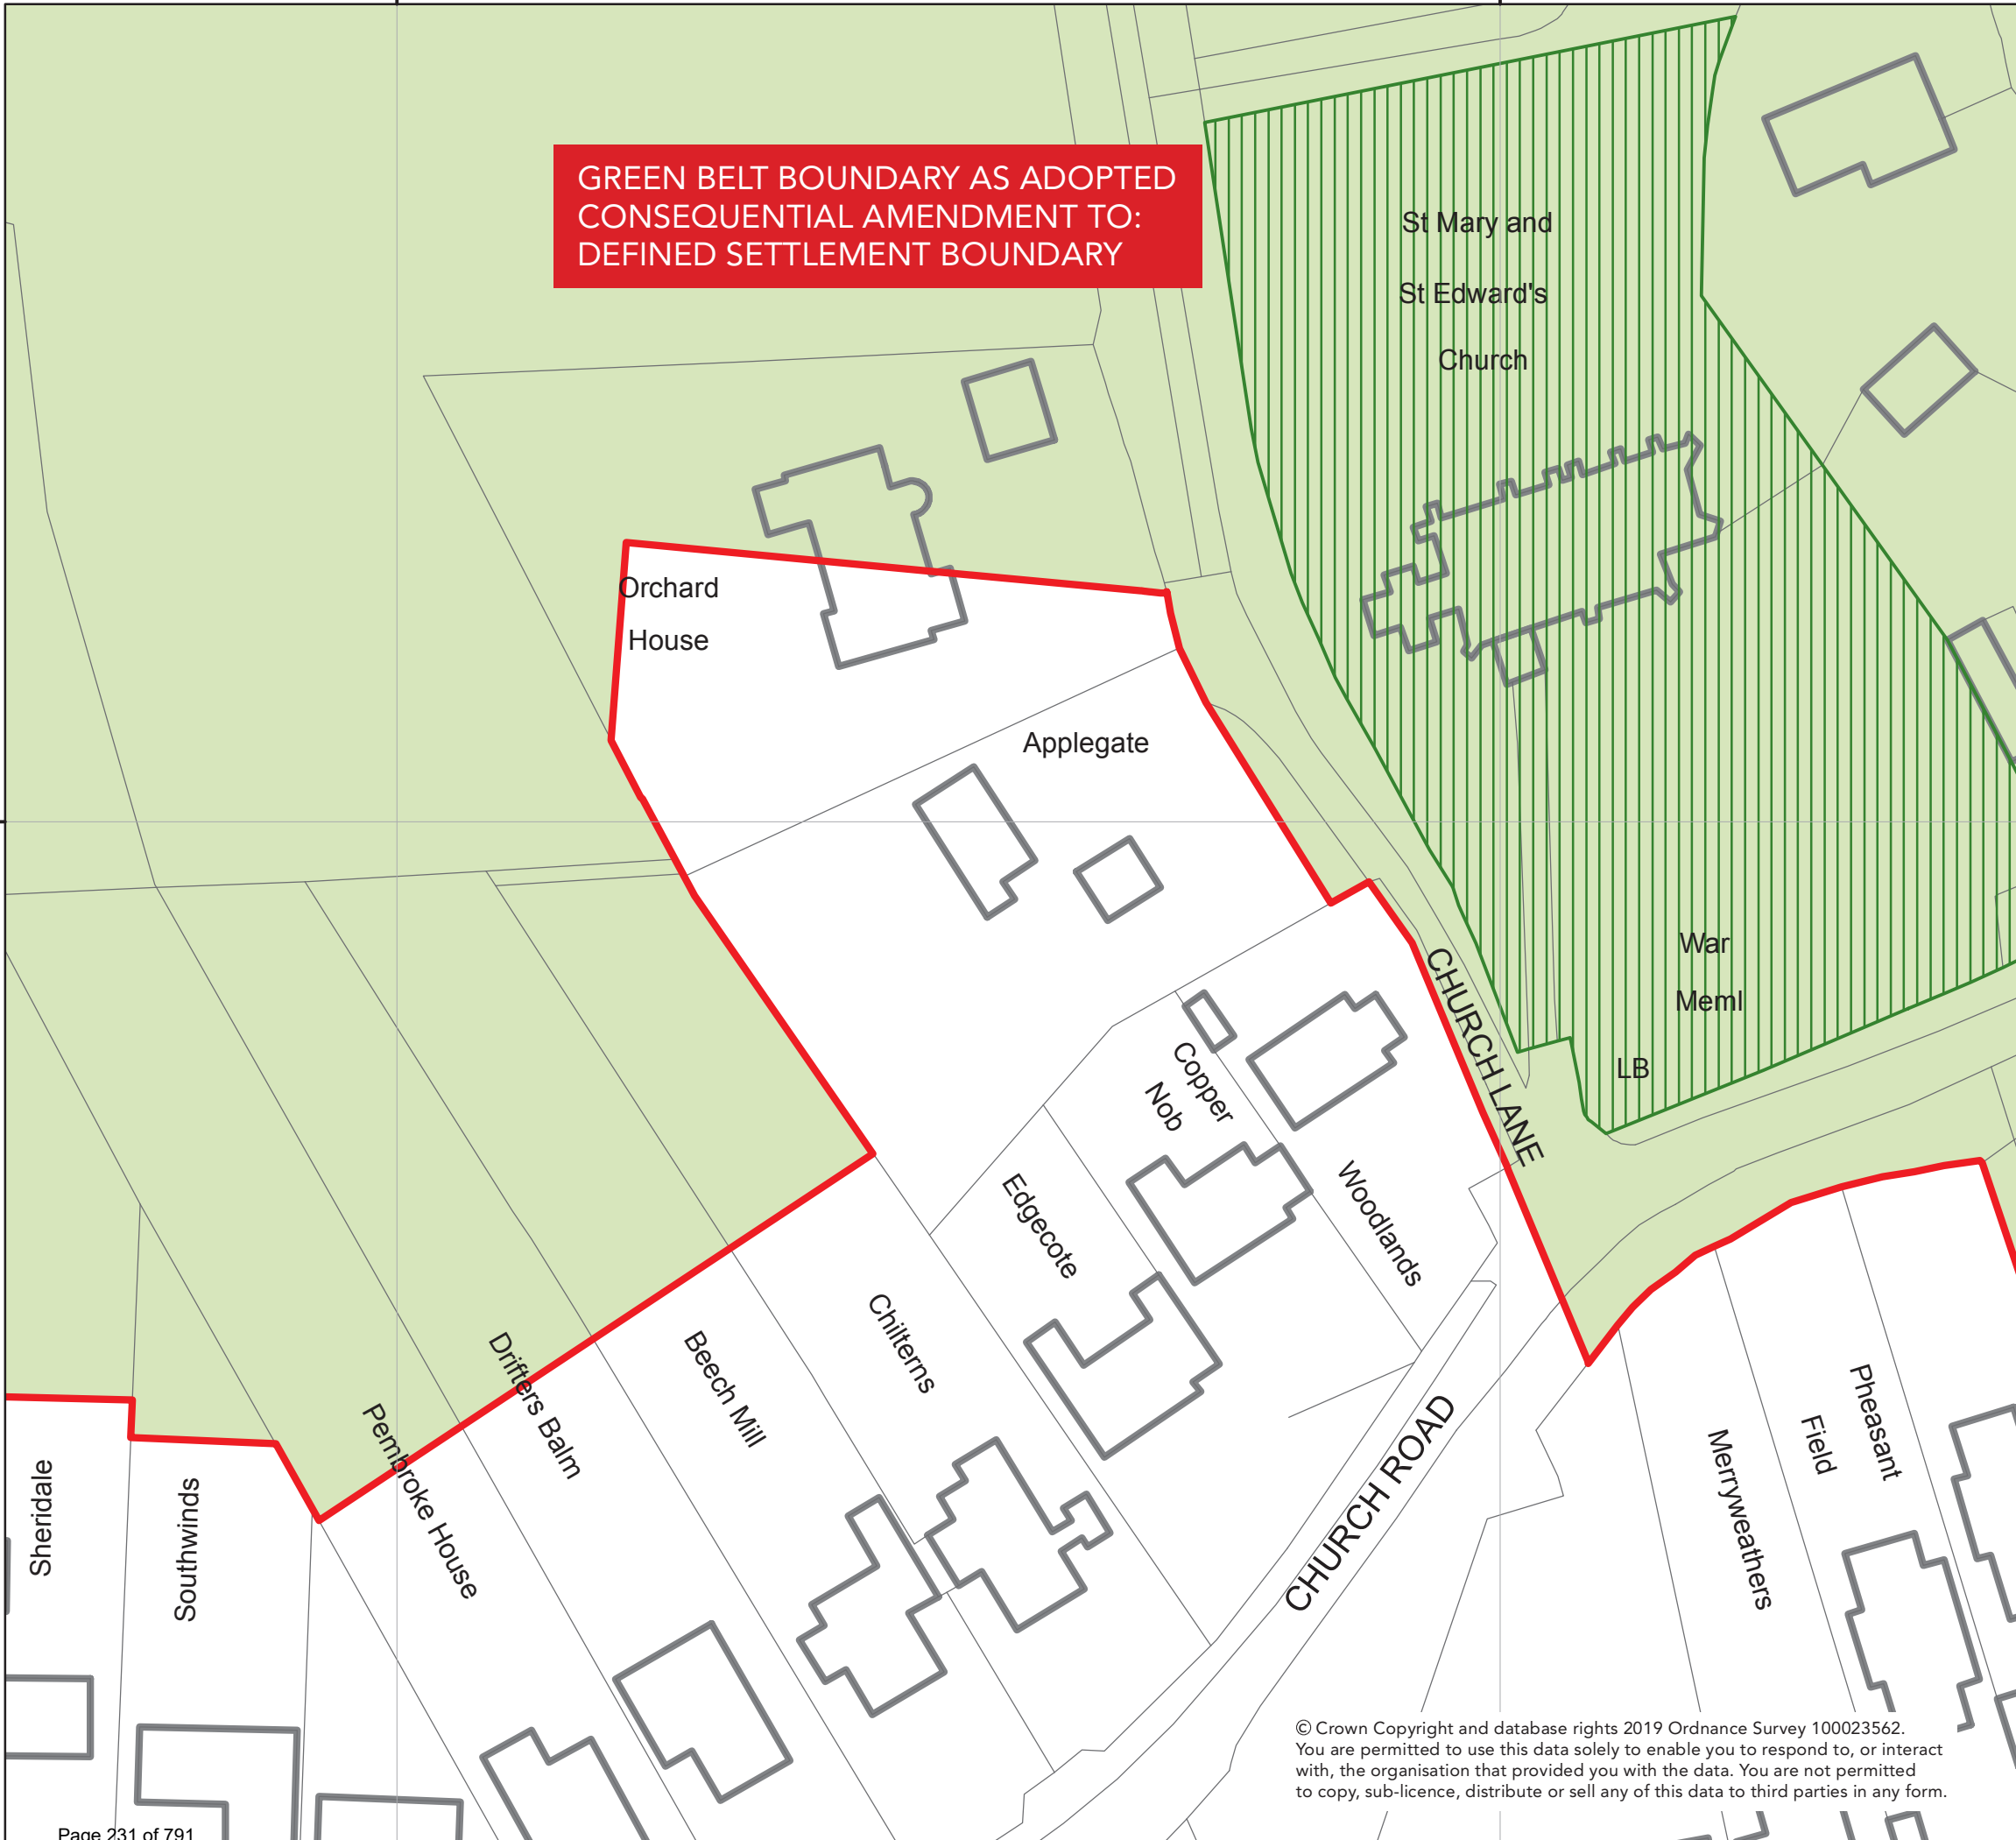 GREEN BELT BOUNDARY AS ADOPTED
CONSEQUENTIAL AMENDMENT TO:
DEFINED SETTLEMENT BOUNDARY
St Mary and
St Edward's
Church
Orchard
House
Applegate
War
Meml
LB
CHURCH LANE
Copper
Nob
Woodlands
Edgecote
Chilterns
Beech Mill
Drifters Balm
Pembroke House
Southwinds
Sheridale
CHURCH ROAD
Merryweathers
Pheasant
Field
© Crown Copyright and database rights 2019 Ordnance Survey 100023562.
You are permitted to use this data solely to enable you to respond to, or interact
with, the organisation that provided you with the data. You are not permitted
to copy, sub-licence, distribute or sell any of this data to third parties in any form.
Page 231 of 791